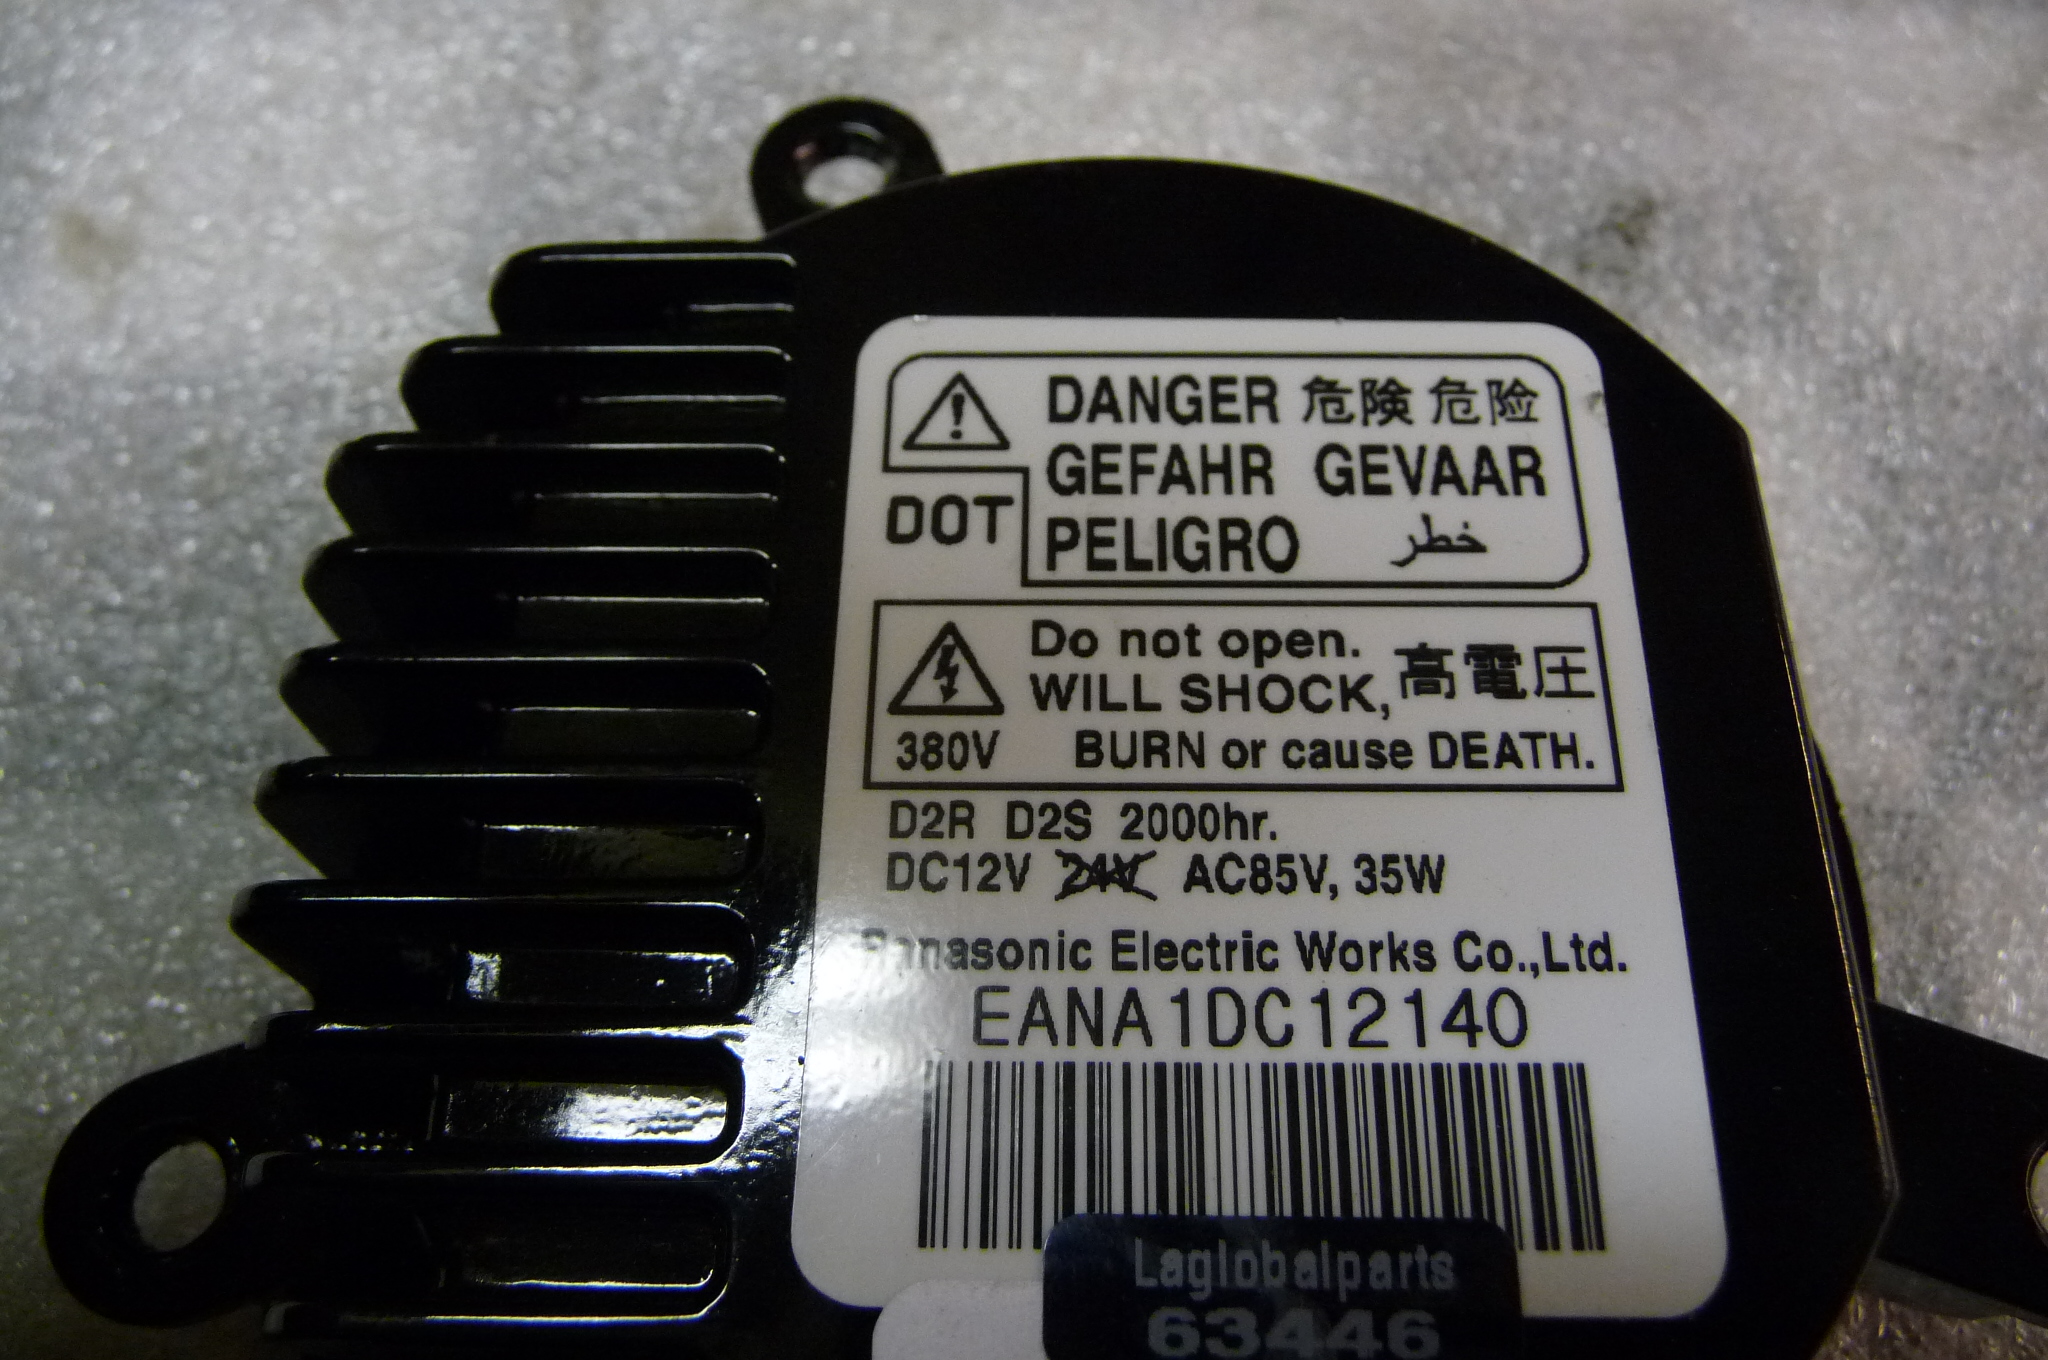 DANGER 危険 危险
GEFAHR GEVAAR
DOT
PELIGRO خطر
Do not open.
WILL SHOCK, 高電圧
380V BURN or cause DEATH.
D2R D2S 2000hr.
DC12V 24V AC85V, 35W
Panasonic Electric Works Co.,Ltd.
EANA1DC12140
Laglobalparts
63446